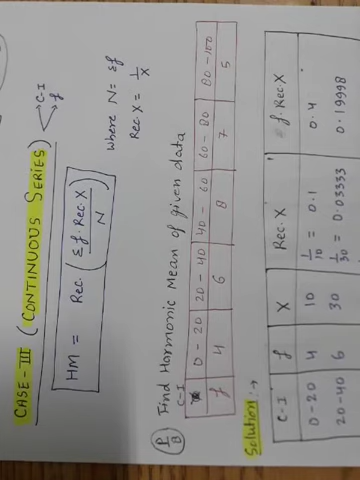 CASE-III (CONTINUOUS SERIES) C-I
f
HM = Rec. ( Σf. Rec. X / N )
where N = Σf
Rec. X = 1/X
P/B Find Harmonic Mean of given data
C-I 0-20 20-40 40-60 60-80 80-100
f 4 6 8 7 5
Solution:→
C-I f X Rec. X f. Rec. X
0-20 4 10 1/10 = 0.1 0.4
20-40 6 30 1/30 = 0.03333 0.19998